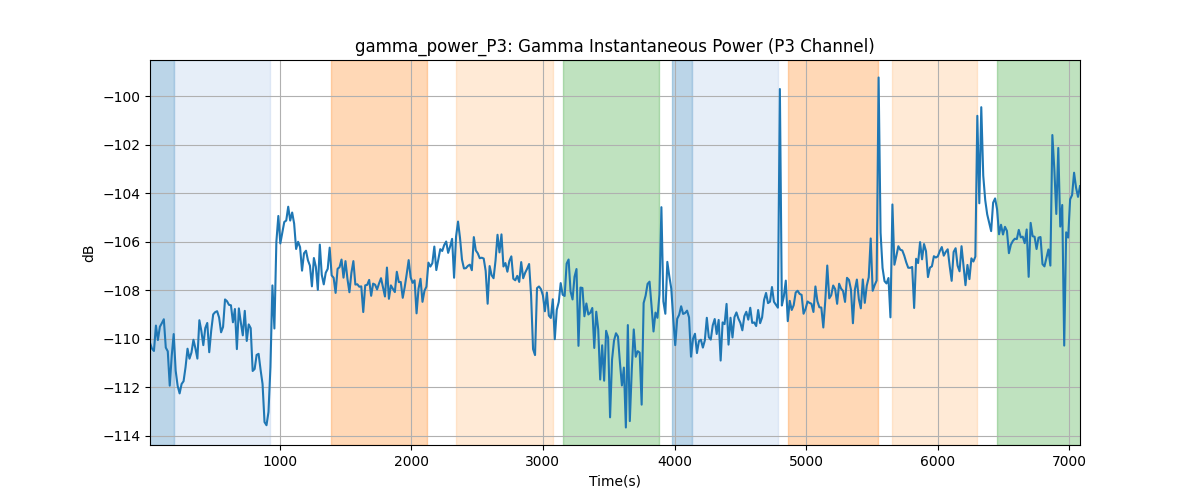 gamma_power_P3: Gamma Instantaneous Power (P3 Channel)
−100
−102
−104
−106
−108
−110
−112
−114
dB
1000 2000 3000 4000 5000 6000 7000
Time(s)